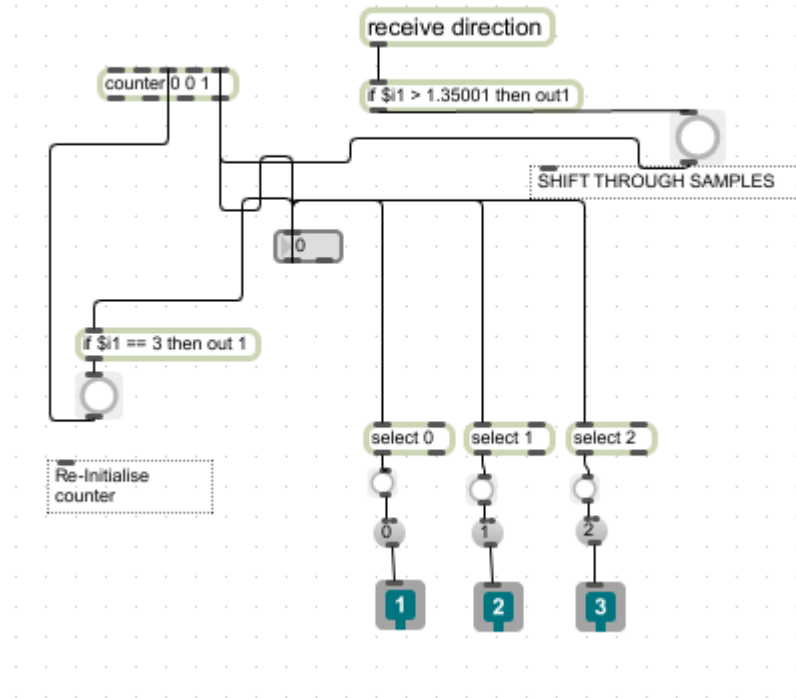 receive direction
counter 0 0 1
if $i1 > 1.35001 then out1
SHIFT THROUGH SAMPLES
0
if $i1 == 3 then out 1
select 0
select 1
select 2
Re-Initialise
counter
0
1
2
1
2
3